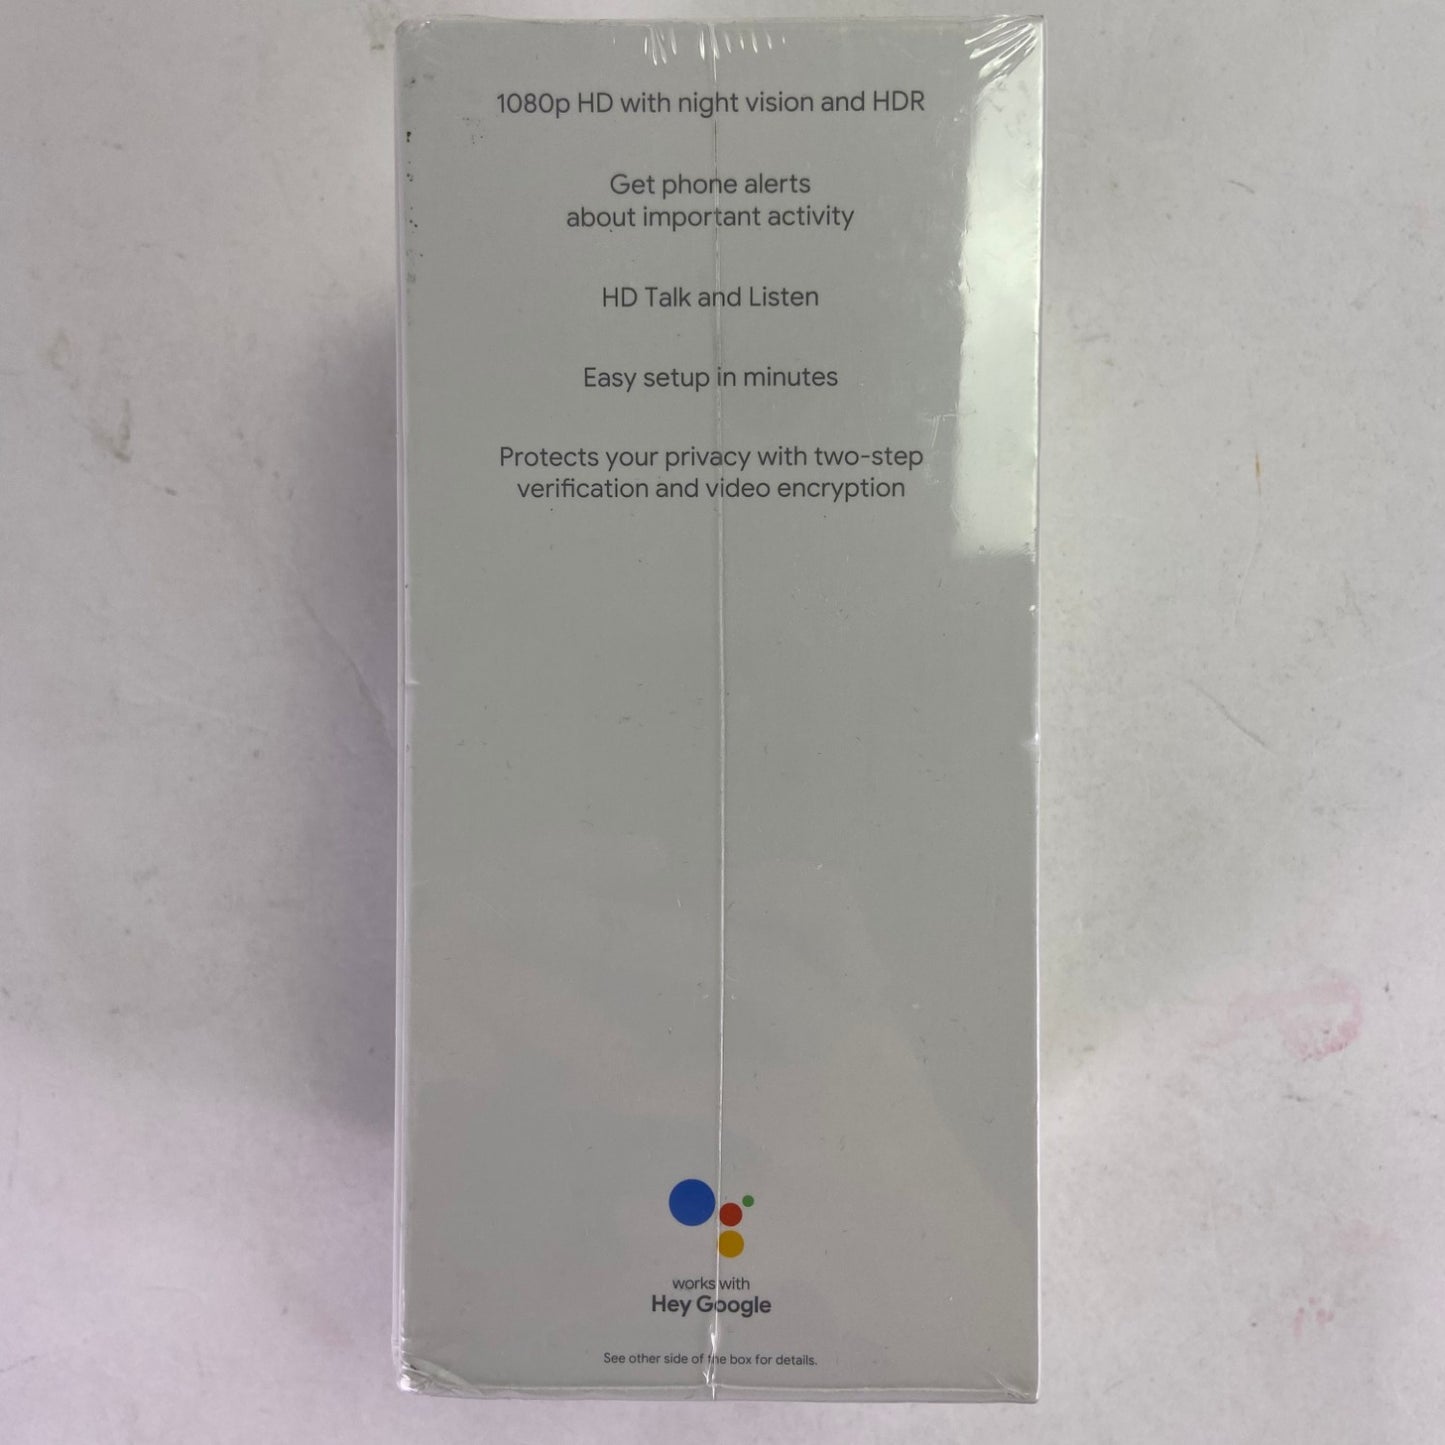 1080p HD with night vision and HDR
Get phone alerts
about important activity
HD Talk and Listen
Easy setup in minutes
Protects your privacy with two-step
verification and video encryption
works with
Hey Google
See other side of the box for details.